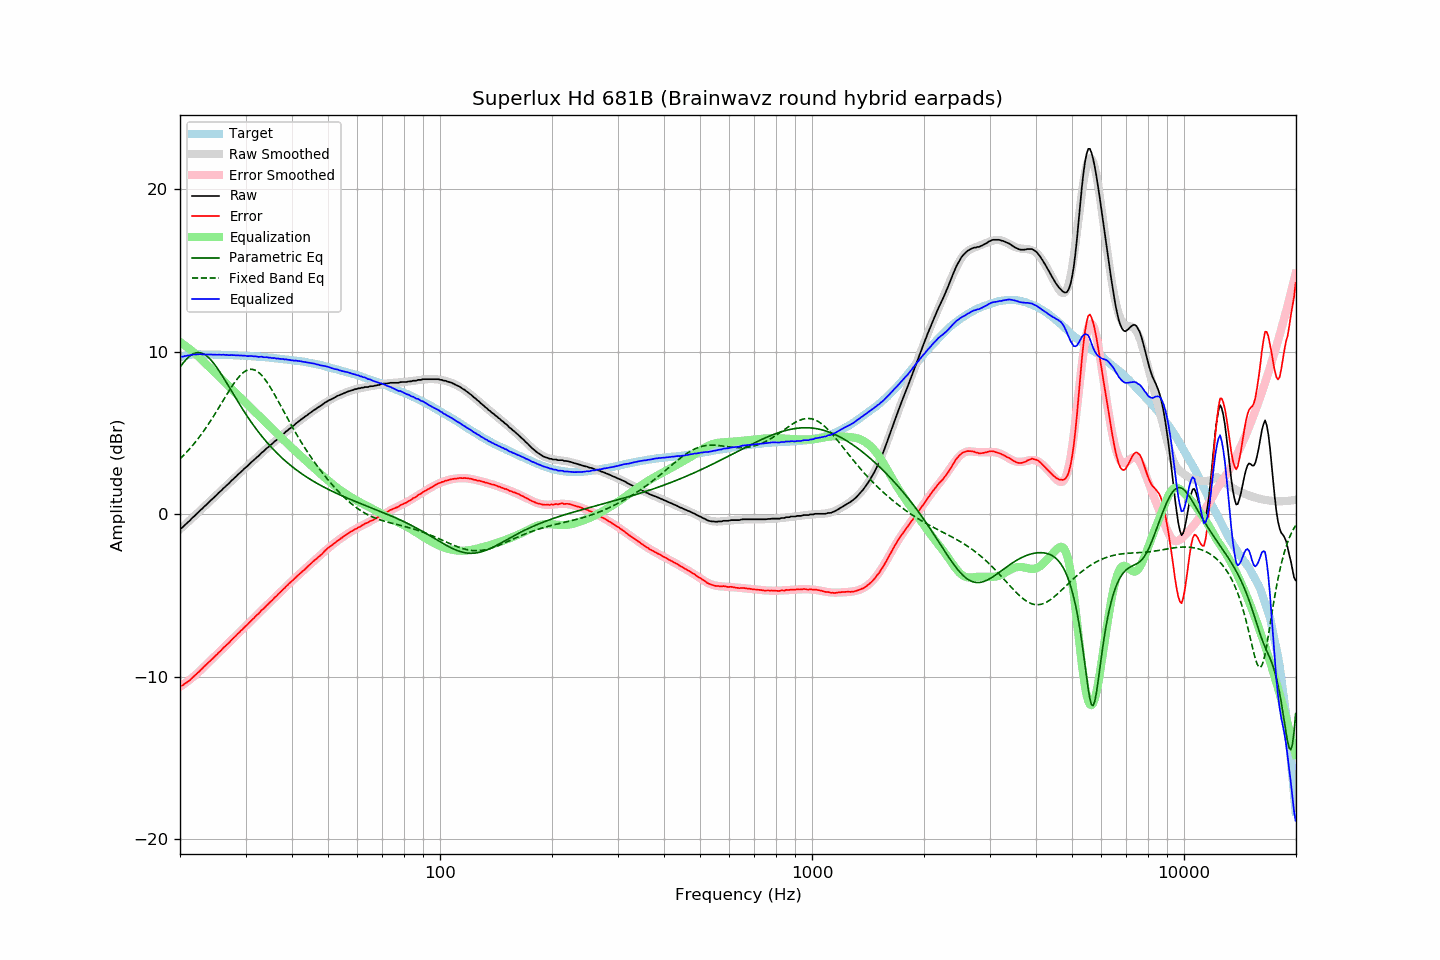 Superlux Hd 681B (Brainwavz round hybrid earpads)
Target
Raw Smoothed
Error Smoothed
Raw
Error
Equalization
Parametric Eq
Fixed Band Eq
Equalized
Amplitude (dBr)
20
10
0
−10
−20
100
1000
10000
Frequency (Hz)